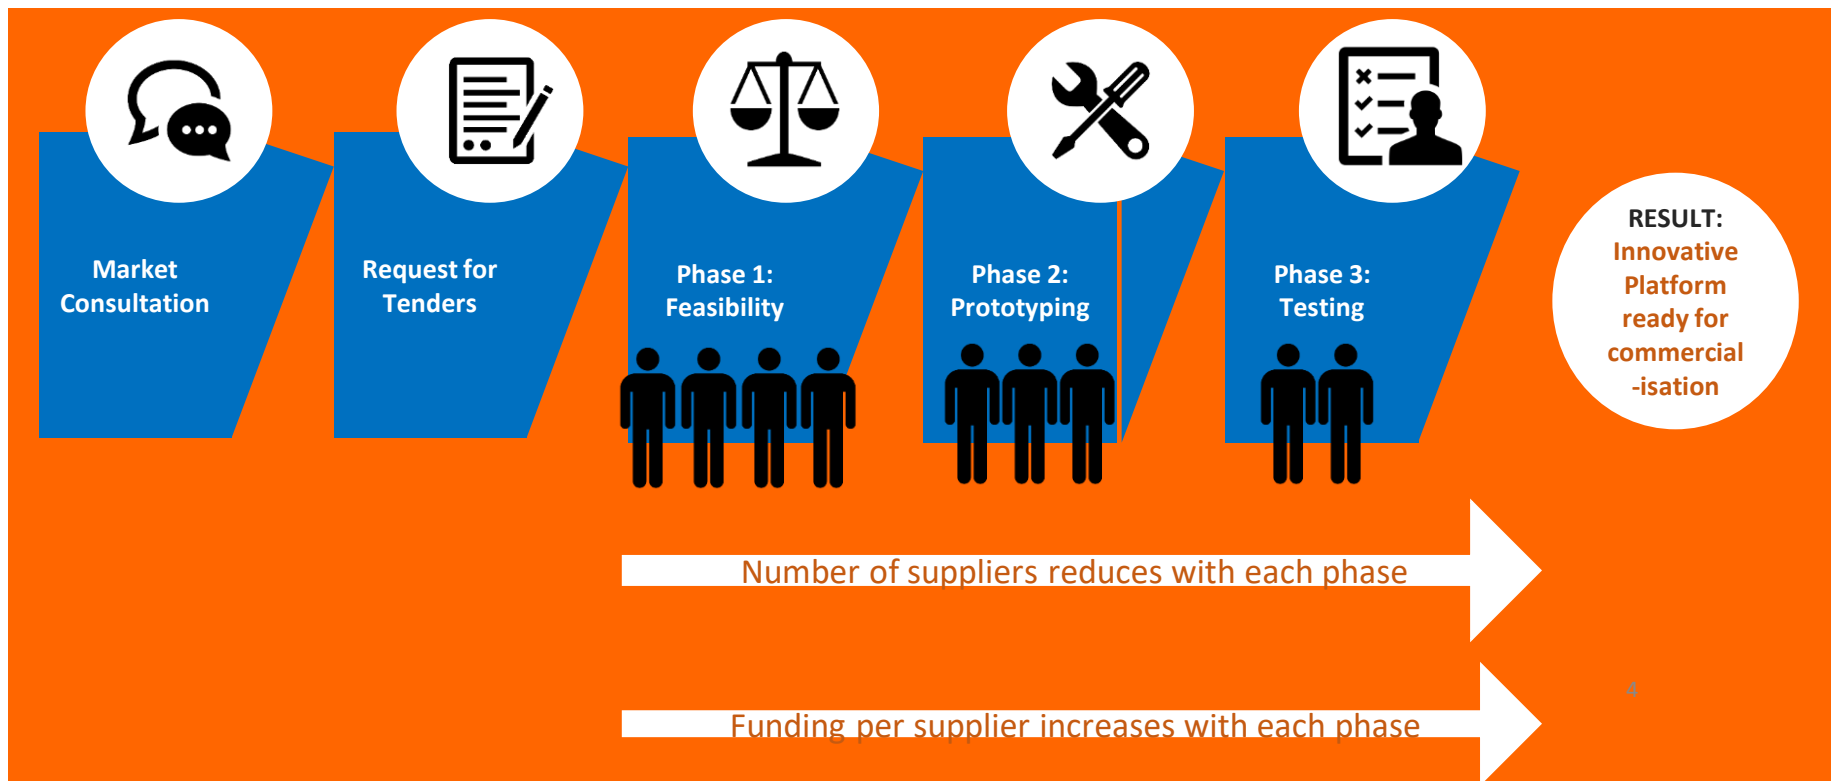 Market
Consultation
Request for
Tenders
Phase 1:
Feasibility
Phase 2:
Prototyping
Phase 3:
Testing
RESULT:
Innovative
Platform
ready for
commercial
-isation
Number of suppliers reduces with each phase
4
Funding per supplier increases with each phase